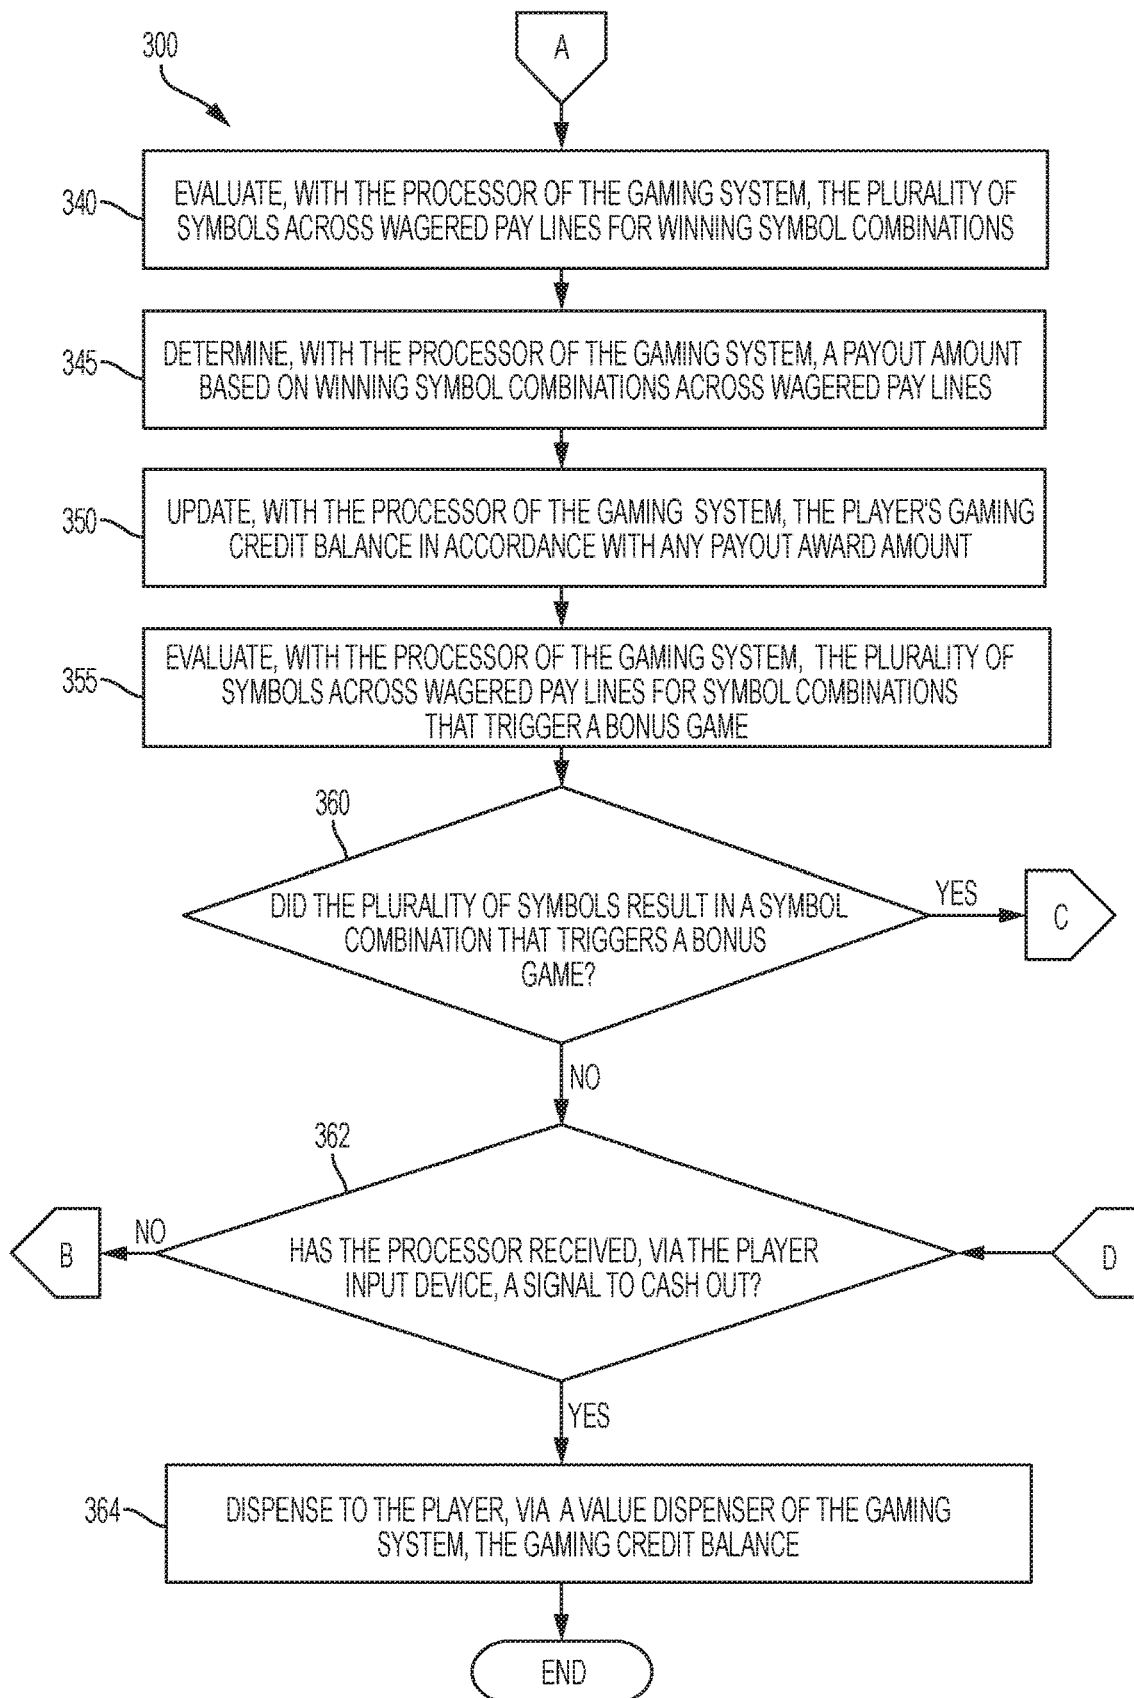 300
A
340
EVALUATE, WITH THE PROCESSOR OF THE GAMING SYSTEM, THE PLURALITY OF
SYMBOLS ACROSS WAGERED PAY LINES FOR WINNING SYMBOL COMBINATIONS
345
DETERMINE, WITH THE PROCESSOR OF THE GAMING SYSTEM, A PAYOUT AMOUNT
BASED ON WINNING SYMBOL COMBINATIONS ACROSS WAGERED PAY LINES
350
UPDATE, WITH THE PROCESSOR OF THE GAMING SYSTEM, THE PLAYER'S GAMING
CREDIT BALANCE IN ACCORDANCE WITH ANY PAYOUT AWARD AMOUNT
355
EVALUATE, WITH THE PROCESSOR OF THE GAMING SYSTEM, THE PLURALITY OF
SYMBOLS ACROSS WAGERED PAY LINES FOR SYMBOL COMBINATIONS
THAT TRIGGER A BONUS GAME
360
DID THE PLURALITY OF SYMBOLS RESULT IN A SYMBOL
COMBINATION THAT TRIGGERS A BONUS
GAME?
YES
C
NO
362
HAS THE PROCESSOR RECEIVED, VIA THE PLAYER
INPUT DEVICE, A SIGNAL TO CASH OUT?
NO
B
D
YES
364
DISPENSE TO THE PLAYER, VIA A VALUE DISPENSER OF THE GAMING
SYSTEM, THE GAMING CREDIT BALANCE
END